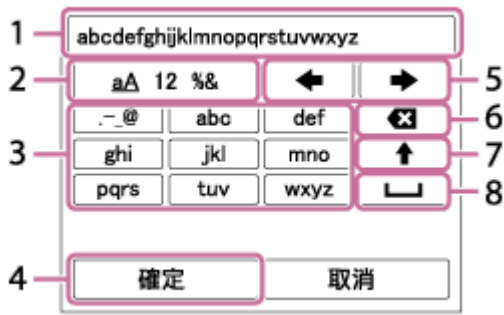 1 abcdefghijklmnopqrstuvwxyz
2 aA 12 %& 5
.-_@ abc def 6
3 ghi jkl mno 7
pqrs tuv wxyz 8
4 確定 取消